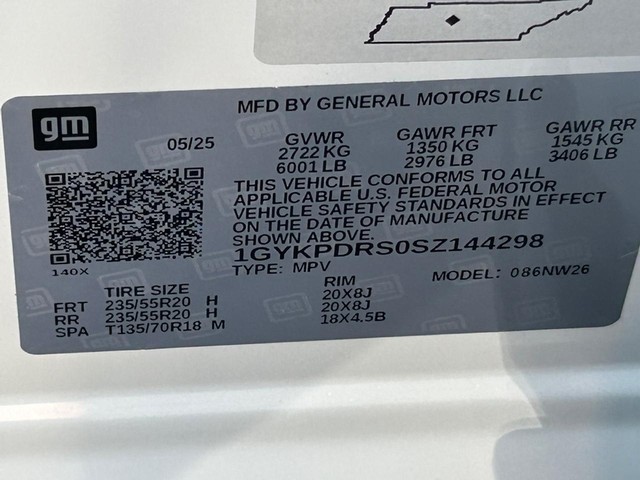 gm
MFD BY GENERAL MOTORS LLC
05/25
GVWR
2722 KG
6001 LB
GAWR FRT
1350 KG
2976 LB
GAWR RR
1545 KG
3406 LB
THIS VEHICLE CONFORMS TO ALL
APPLICABLE U.S. FEDERAL MOTOR
VEHICLE SAFETY STANDARDS IN EFFECT
ON THE DATE OF MANUFACTURE
SHOWN ABOVE.
1GYKPDRS0SZ144298
140X
TYPE: MPV
MODEL: 086NW26
TIRE SIZE RIM
FRT 235/55R20 H 20X8J
RR 235/55R20 H 20X8J
SPA T135/70R18 M 18X4.5B